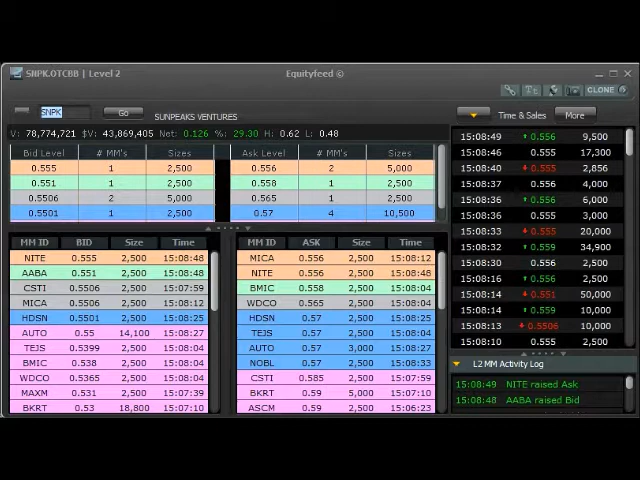 SNPK.OTCBB | Level 2
Equityfeed ©
CLONE
SNPK
Go
SUNPEAKS VENTURES
Time & Sales
More
V: 78,774,721 $V: 43,869,405 Net: 0.126 %: 29.30 H: 0.62 L: 0.48
Bid Level # MM's Sizes
0.555 1 2,500
0.551 1 2,500
0.5506 2 5,000
0.5501 1 2,500
Ask Level # MM's Sizes
0.556 2 5,000
0.558 1 2,500
0.565 1 2,500
0.57 4 10,500
MM ID BID Size Time
NITE 0.555 2,500 15:08:48
AABA 0.551 2,500 15:08:48
CSTI 0.5506 2,500 15:07:59
MICA 0.5506 2,500 15:08:12
HDSN 0.5501 2,500 15:08:25
AUTO 0.55 14,100 15:08:27
TEJS 0.5399 2,500 15:08:25
BMIC 0.538 2,500 15:08:04
WDCO 0.5365 2,500 15:08:04
MAXM 0.531 2,500 15:07:10
BKRT 0.53 18,800 15:07:10
MM ID ASK Size Time
MICA 0.556 2,500 15:08:12
NITE 0.556 2,500 15:08:48
BMIC 0.558 2,500 15:08:04
WDCO 0.565 2,500 15:08:04
HDSN 0.57 2,500 15:08:25
TEJS 0.57 2,500 15:08:25
AUTO 0.57 3,000 15:08:27
NOBL 0.57 2,500 15:08:33
CSTI 0.585 2,500 15:07:59
BKRT 0.59 5,000 15:07:10
ASCM 0.59 2,500 15:06:23
15:08:49 0.556 9,500
15:08:46 0.555 17,300
15:08:40 0.555 2,856
15:08:37 0.556 4,000
15:08:36 0.556 6,000
15:08:36 0.555 3,000
15:08:33 0.555 20,000
15:08:32 0.559 34,900
15:08:30 0.556 2,500
15:08:16 0.556 2,500
15:08:14 0.551 50,000
15:08:14 0.559 10,000
15:08:13 0.5506 10,000
15:08:10 0.559 2,500
L2 MM Activity Log
15:08:49 NITE raised Ask
15:08:48 AABA raised Bid